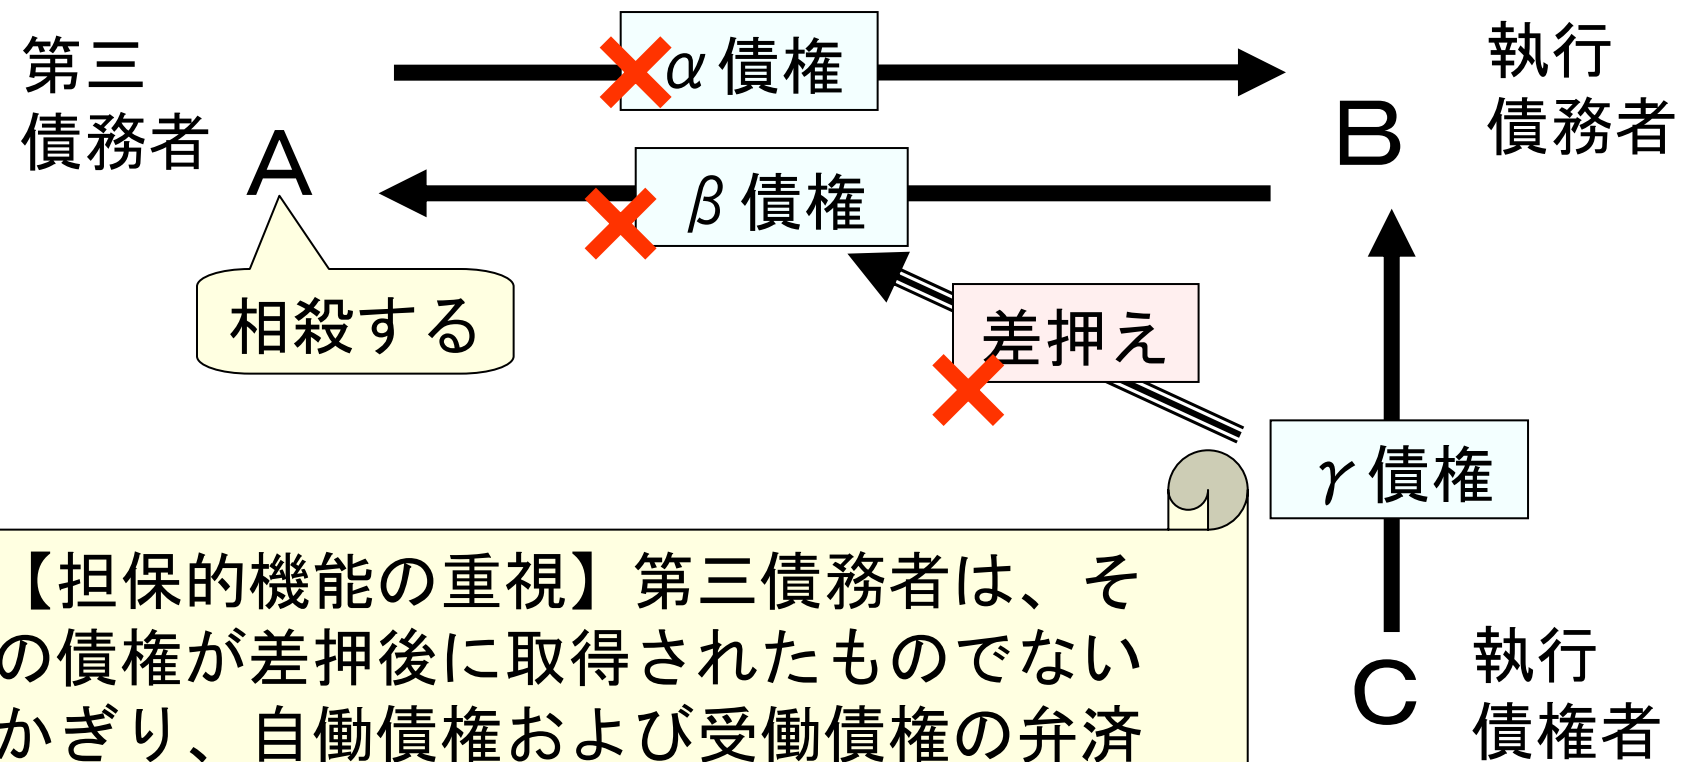 第三
債務者
A
α債権
執行
債務者
B
β債権
相殺する
差押え
γ債権
【担保的機能の重視】第三債務者は、そ
の債権が差押後に取得されたものでない
かぎり、自働債権および受働債権の弁済
C
執行
債権者